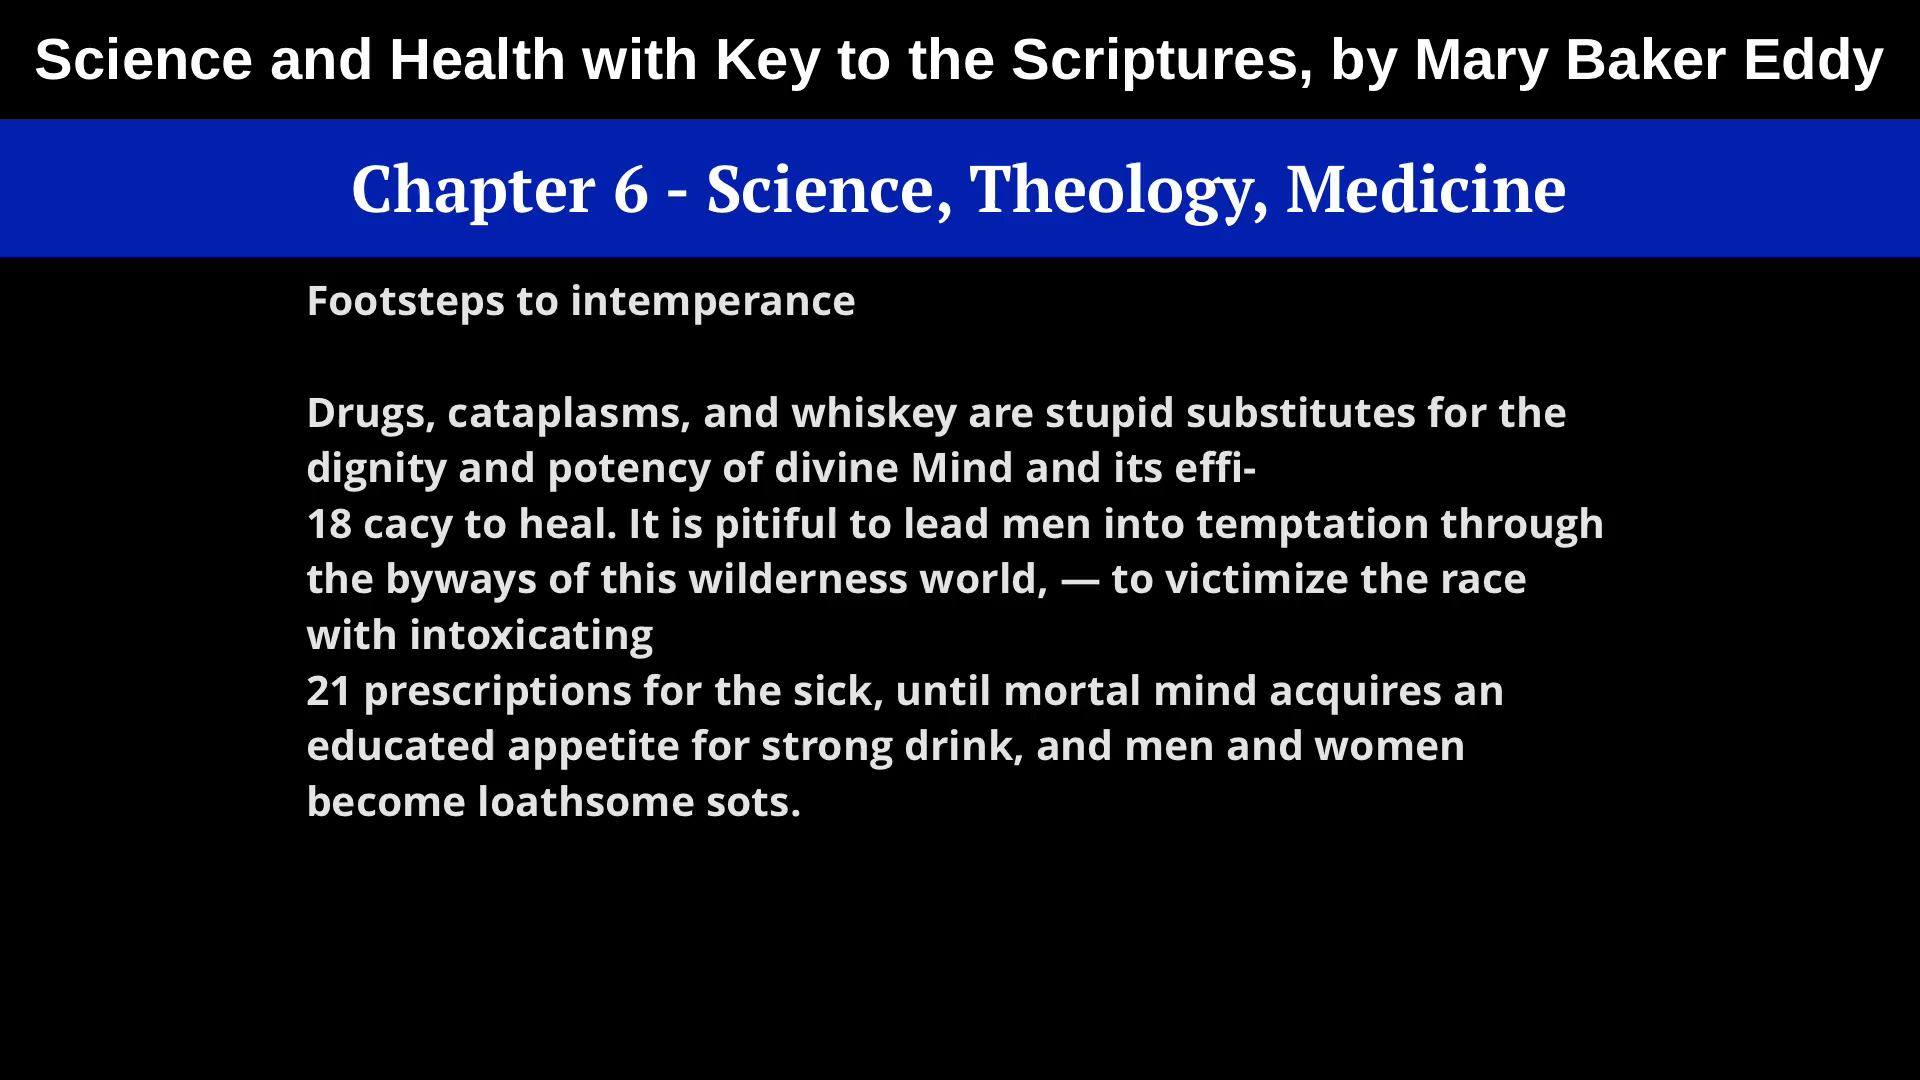 Science and Health with Key to the Scriptures, by Mary Baker Eddy
Chapter 6 - Science, Theology, Medicine
Footsteps to intemperance
Drugs, cataplasms, and whiskey are stupid substitutes for the
dignity and potency of divine Mind and its effi-
18 cacy to heal. It is pitiful to lead men into temptation through
the byways of this wilderness world, — to victimize the race
with intoxicating
21 prescriptions for the sick, until mortal mind acquires an
educated appetite for strong drink, and men and women
become loathsome sots.